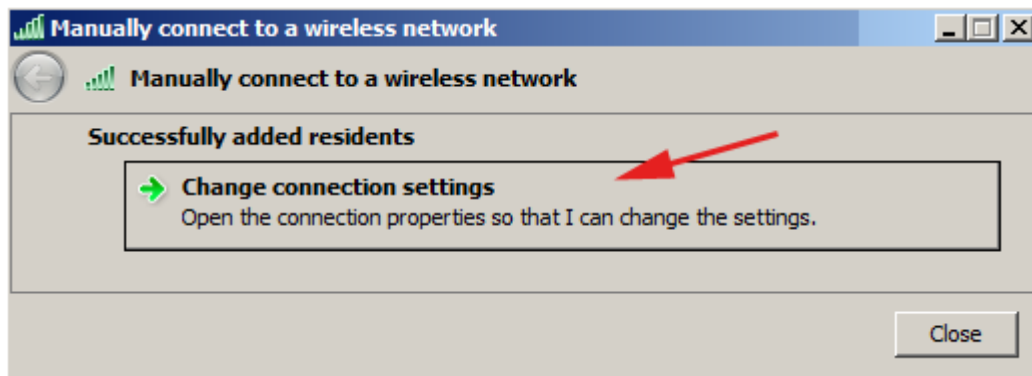 Manually connect to a wireless network
Manually connect to a wireless network
Successfully added residents
Change connection settings
Open the connection properties so that I can change the settings.
Close